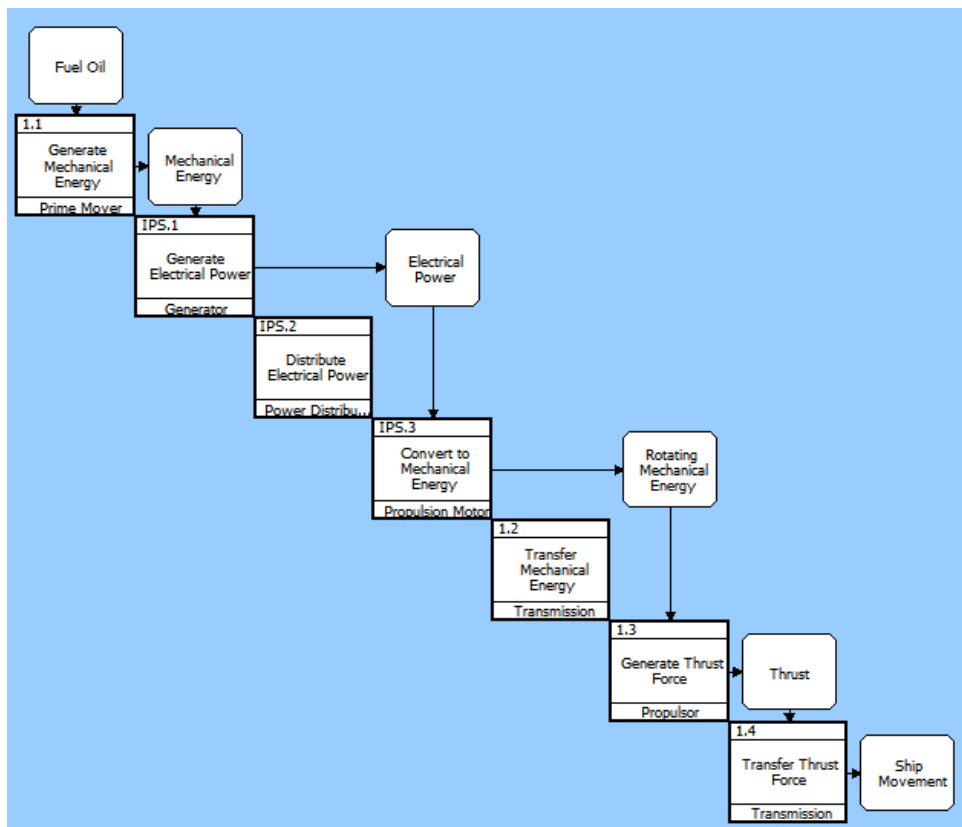 Fuel Oil
1.1
Generate
Mechanical
Energy
Prime Mover
Mechanical
Energy
IPS.1
Generate
Electrical Power
Generator
Electrical
Power
IPS.2
Distribute
Electrical Power
Power Distribu...
IPS.3
Convert to
Mechanical
Energy
Propulsion Motor
Rotating
Mechanical
Energy
1.2
Transfer
Mechanical
Energy
Transmission
1.3
Generate Thrust
Force
Propulsor
Thrust
1.4
Transfer Thrust
Force
Transmission
Ship
Movement